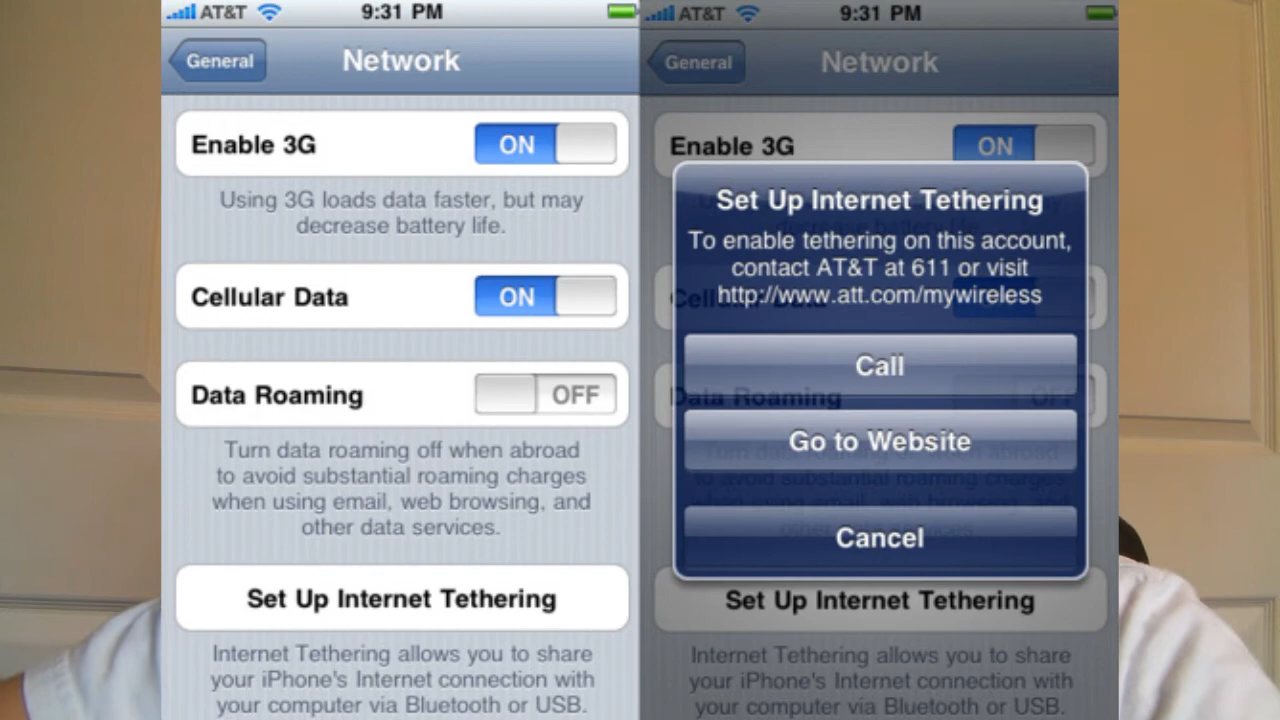 AT&T 9:31 PM
General Network
Enable 3G ON
Using 3G loads data faster, but may
decrease battery life.
Cellular Data ON
Data Roaming OFF
Turn data roaming off when abroad
to avoid substantial roaming charges
when using email, web browsing, and
other data services.
Set Up Internet Tethering
Internet Tethering allows you to share
your iPhone's Internet connection with
your computer via Bluetooth or USB.
AT&T 9:31 PM
General Network
Enable 3G ON
Set Up Internet Tethering
To enable tethering on this account,
contact AT&T at 611 or visit
http://www.att.com/mywireless
Call
Data Roaming OFF
Go to Website
Cancel
Set Up Internet Tethering
Internet Tethering allows you to share
your iPhone's Internet connection with
your computer via Bluetooth or USB.